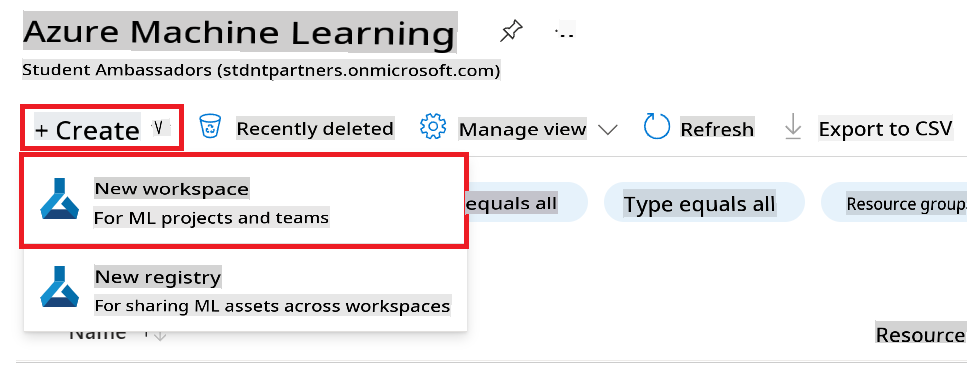 Azure Machine Learning
Student Ambassadors (stdntpartners.onmicrosoft.com)
+ Create
Recently deleted
Manage view
Refresh
Export to CSV
New workspace
For ML projects and teams
equals all
Type equals all
Resource group
New registry
For sharing ML assets across workspaces
Name
Resource